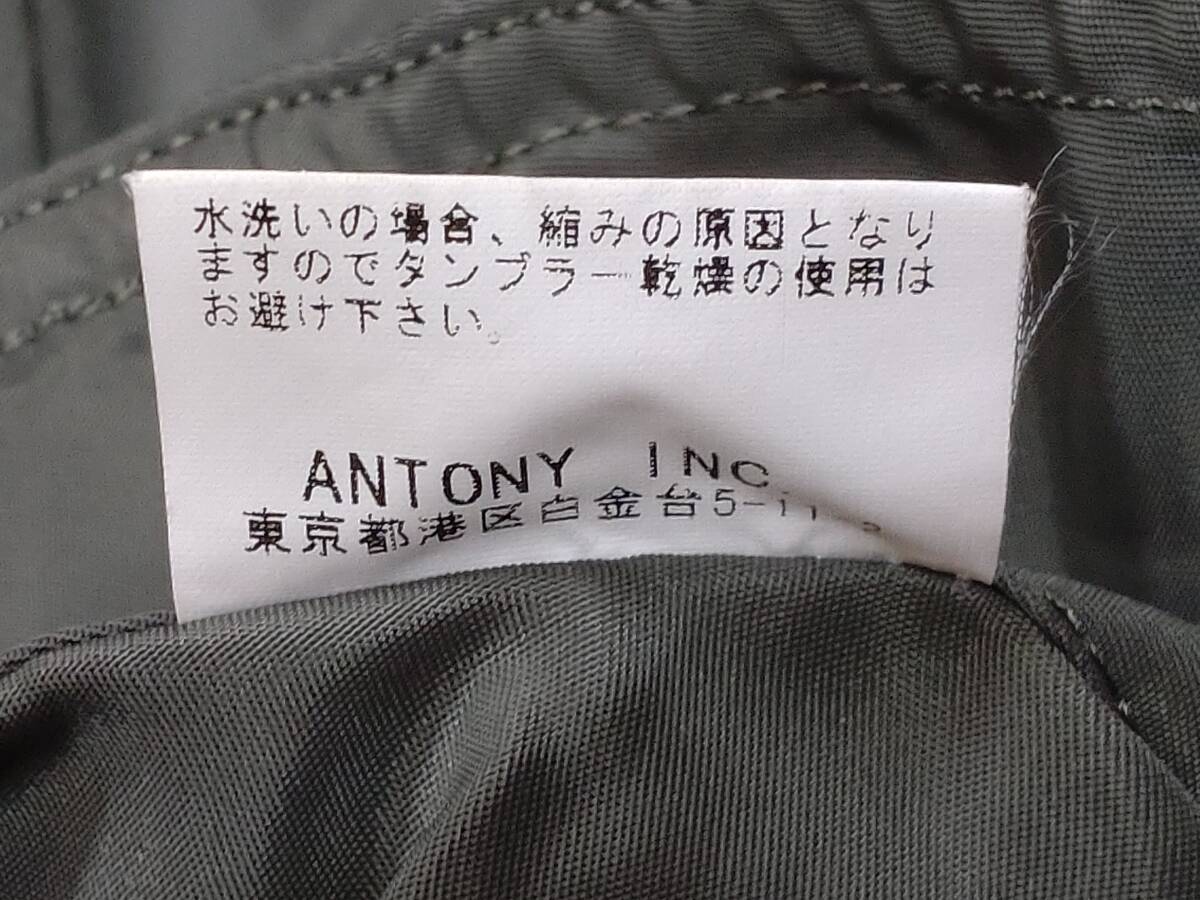 水洗いの場合、縮みの原因となり
ますのでタンブラー乾燥の使用は
お避け下さい。
ANTONY INC
東京都港区白金台